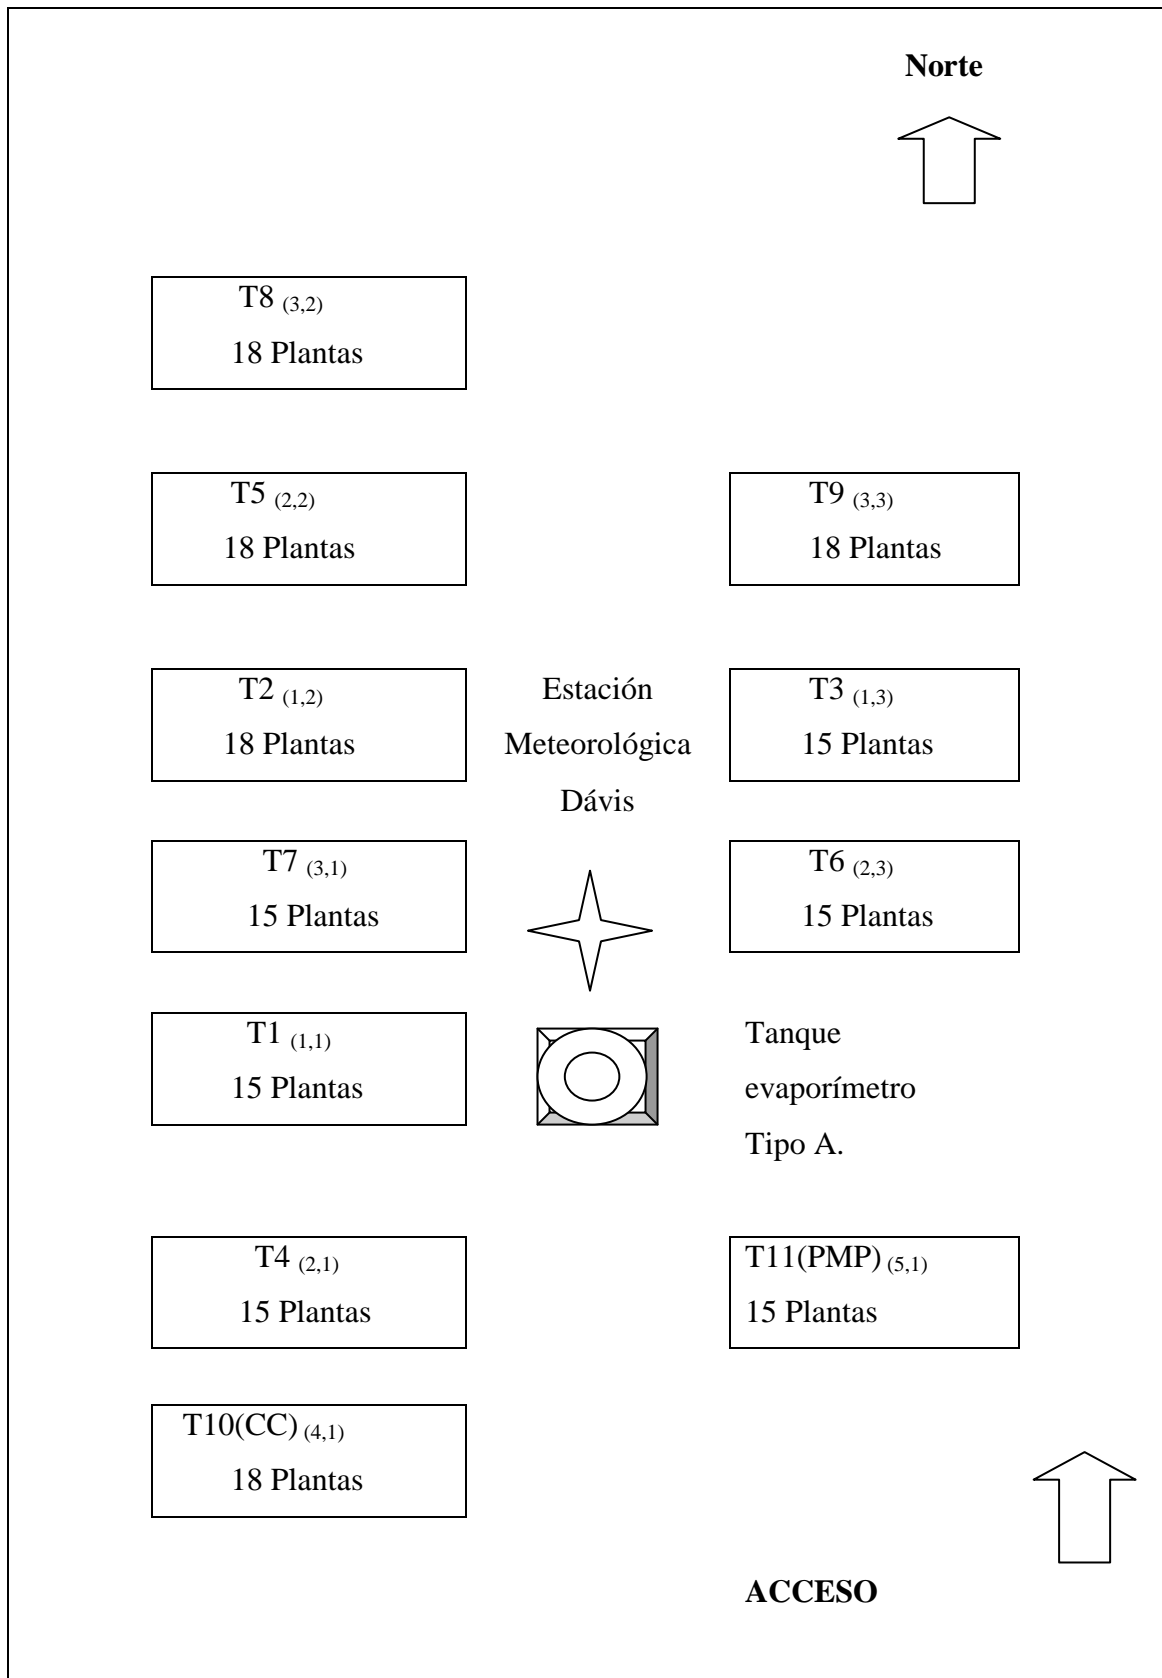 Norte
T8 (3,2)
18 Plantas
T5 (2,2)
18 Plantas
T9 (3,3)
18 Plantas
T2 (1,2)
18 Plantas
Estación
Meteorológica
Dávis
T3 (1,3)
15 Plantas
T7 (3,1)
15 Plantas
T6 (2,3)
15 Plantas
T1 (1,1)
15 Plantas
Tanque
evaporímetro
Tipo A.
T4 (2,1)
15 Plantas
T11(PMP) (5,1)
15 Plantas
T10(CC) (4,1)
18 Plantas
ACCESO